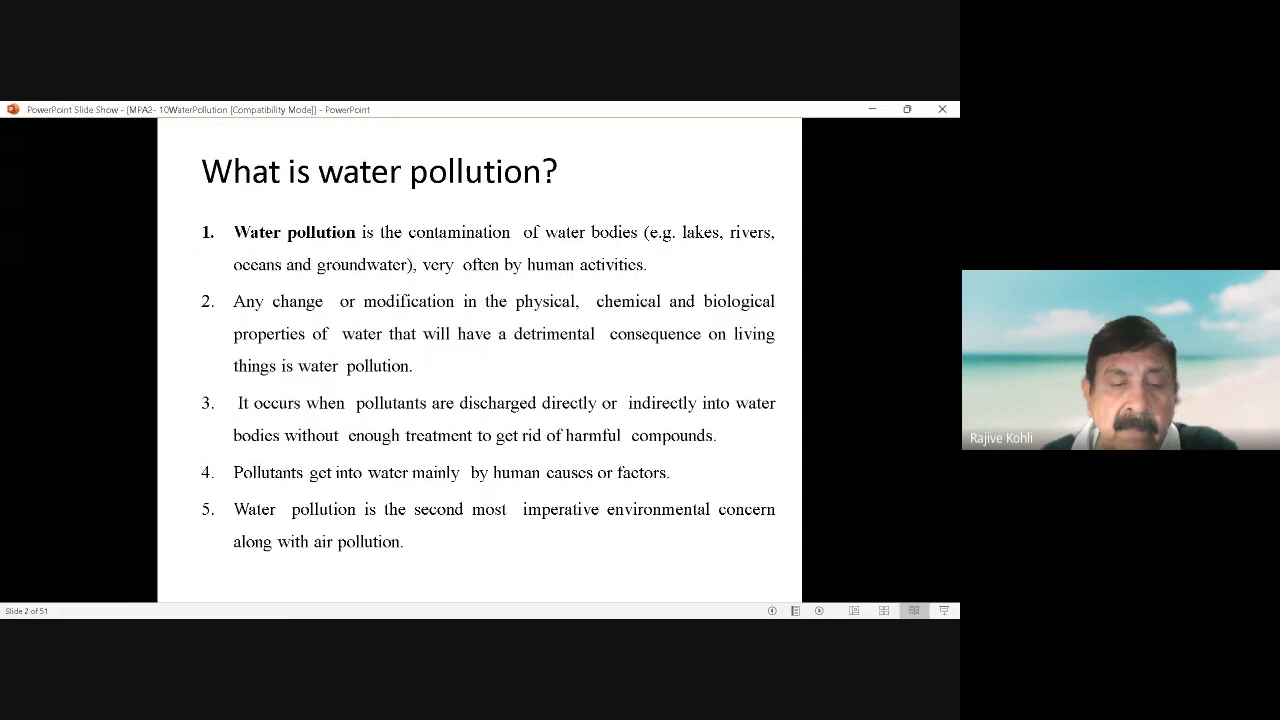 PowerPoint Slide Show - [MPA2- 10WaterPollution [Compatibility Mode]] - PowerPoint
What is water pollution?
1. Water pollution is the contamination of water bodies (e.g. lakes, rivers,
oceans and groundwater), very often by human activities.
2. Any change or modification in the physical, chemical and biological
properties of water that will have a detrimental consequence on living
things is water pollution.
3. It occurs when pollutants are discharged directly or indirectly into water
bodies without enough treatment to get rid of harmful compounds.
4. Pollutants get into water mainly by human causes or factors.
5. Water pollution is the second most imperative environmental concern
along with air pollution.
Slide 2 of 51
Rajive Kohli